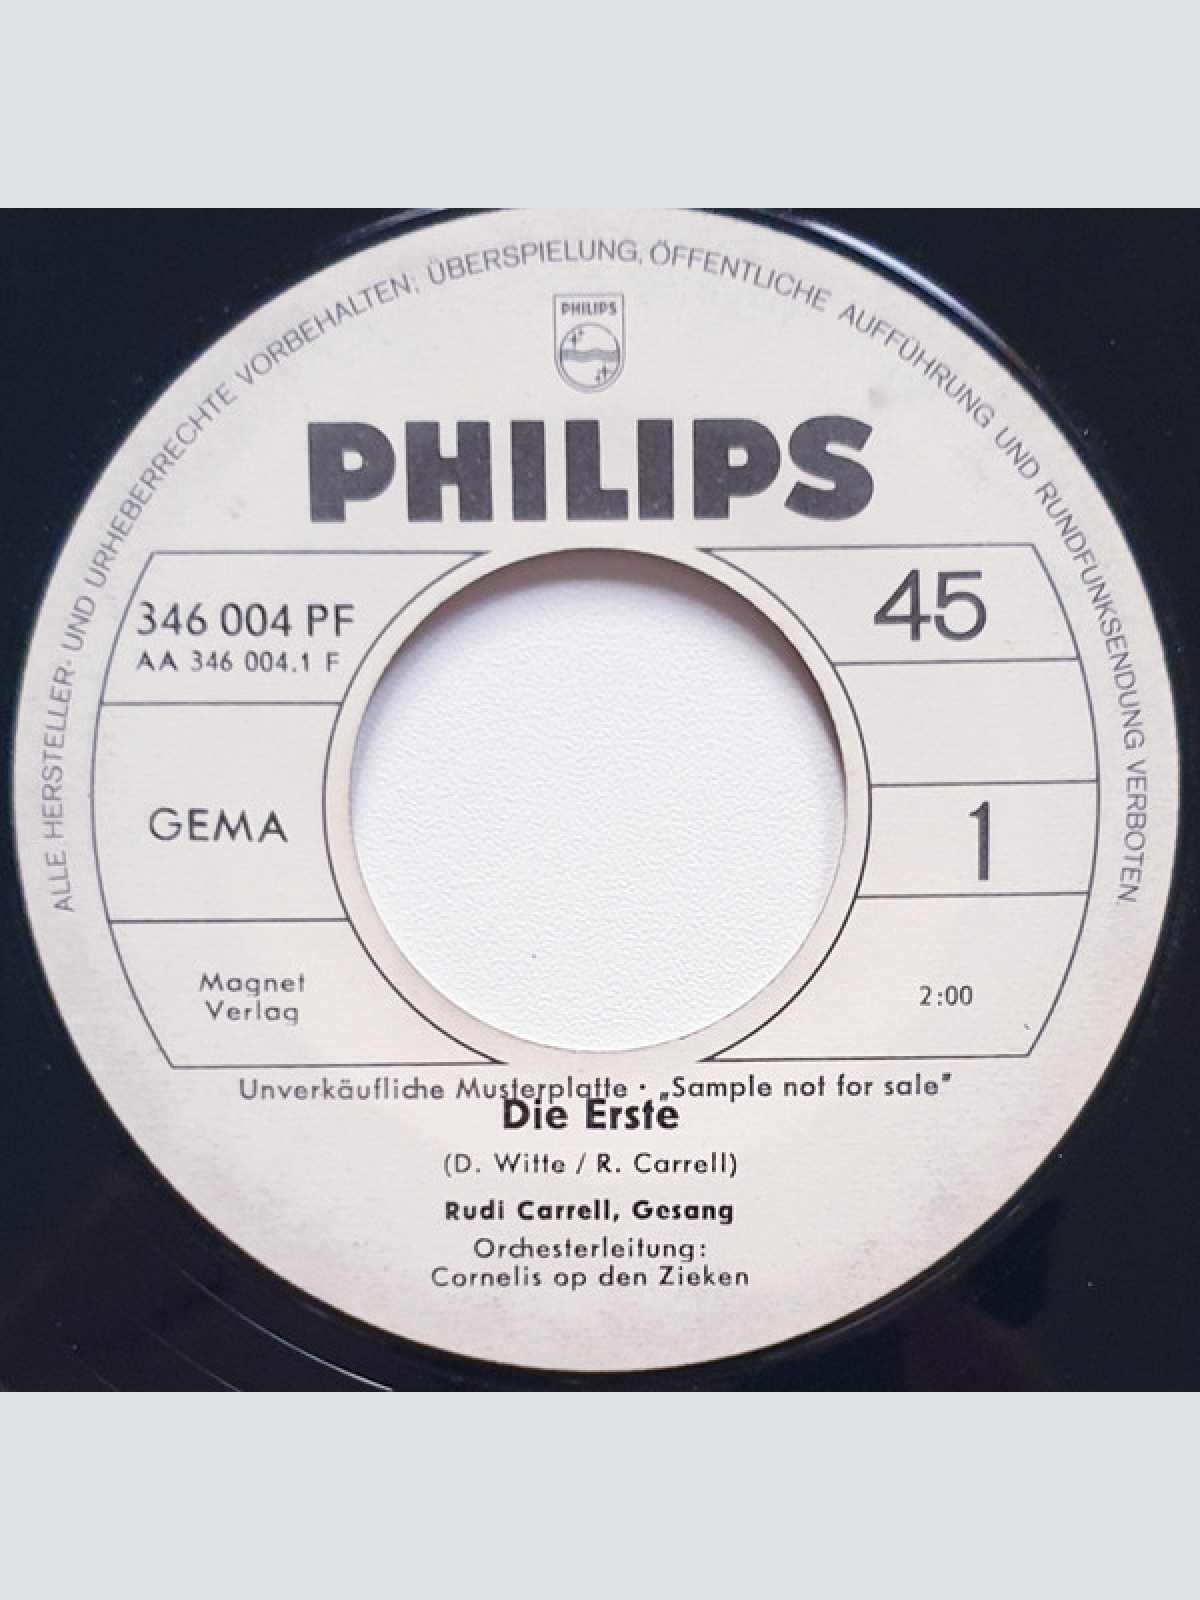 ALLE HERSTELLER- UND URHEBERRECHTE VORBEHALTEN; ÜBERSPIELUNG, ÖFFENTLICHE AUFFÜHRUNG UND RUNDFUNKSENDUNG VERBOTEN.
PHILIPS
PHILIPS
346 004 PF
AA 346 004.1 F
45
GEMA
1
Magnet
Verlag
2:00
Unverkäufliche Musterplatte · „Sample not for sale"
Die Erste
(D. Witte / R. Carrell)
Rudi Carrell, Gesang
Orchesterleitung:
Cornelis op den Zieken